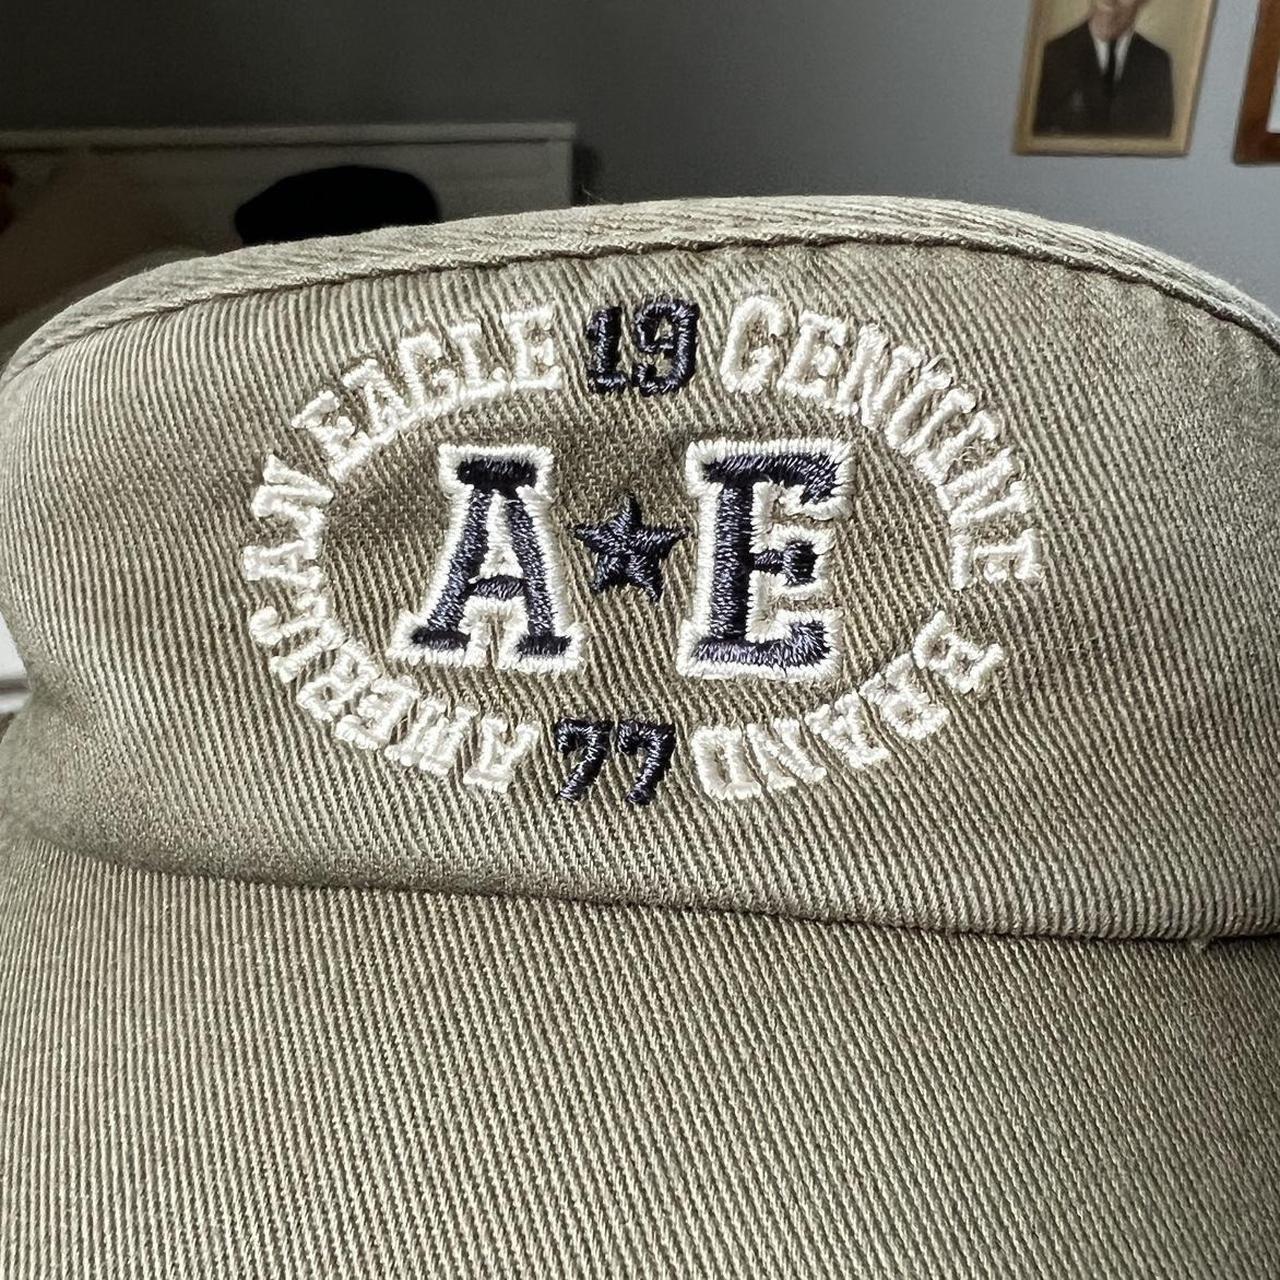 AMERICAN EAGLE 19 GENUINE BRAND 77
A★E